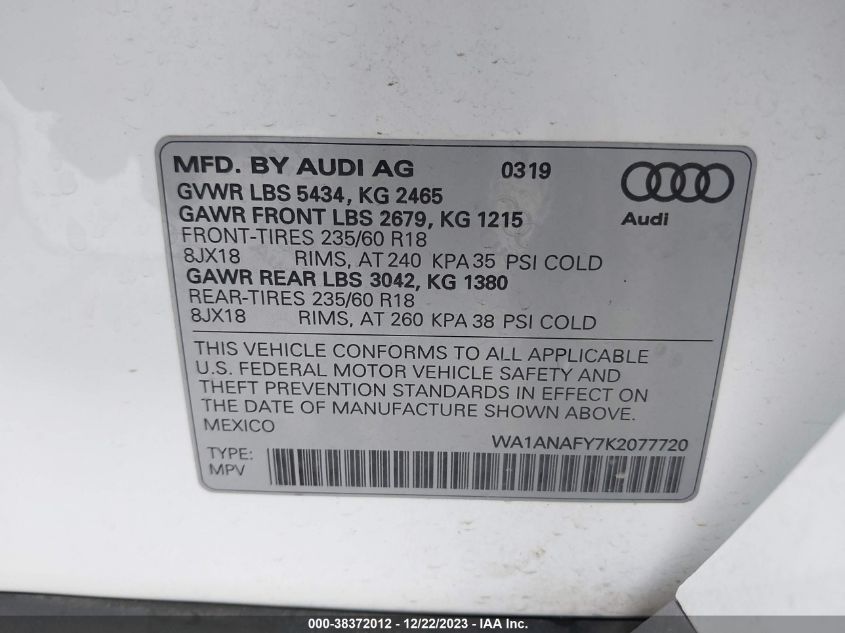 MFD. BY AUDI AG 0319
GVWR LBS 5434, KG 2465
GAWR FRONT LBS 2679, KG 1215
Audi
FRONT-TIRES 235/60 R18
8JX18 RIMS, AT 240 KPA 35 PSI COLD
GAWR REAR LBS 3042, KG 1380
REAR-TIRES 235/60 R18
8JX18 RIMS, AT 260 KPA 38 PSI COLD
THIS VEHICLE CONFORMS TO ALL APPLICABLE
U.S. FEDERAL MOTOR VEHICLE SAFETY AND
THEFT PREVENTION STANDARDS IN EFFECT ON
THE DATE OF MANUFACTURE SHOWN ABOVE.
MEXICO
WA1ANAFY7K2077720
TYPE:
MPV
000-38372012 - 12/22/2023 - IAA Inc.